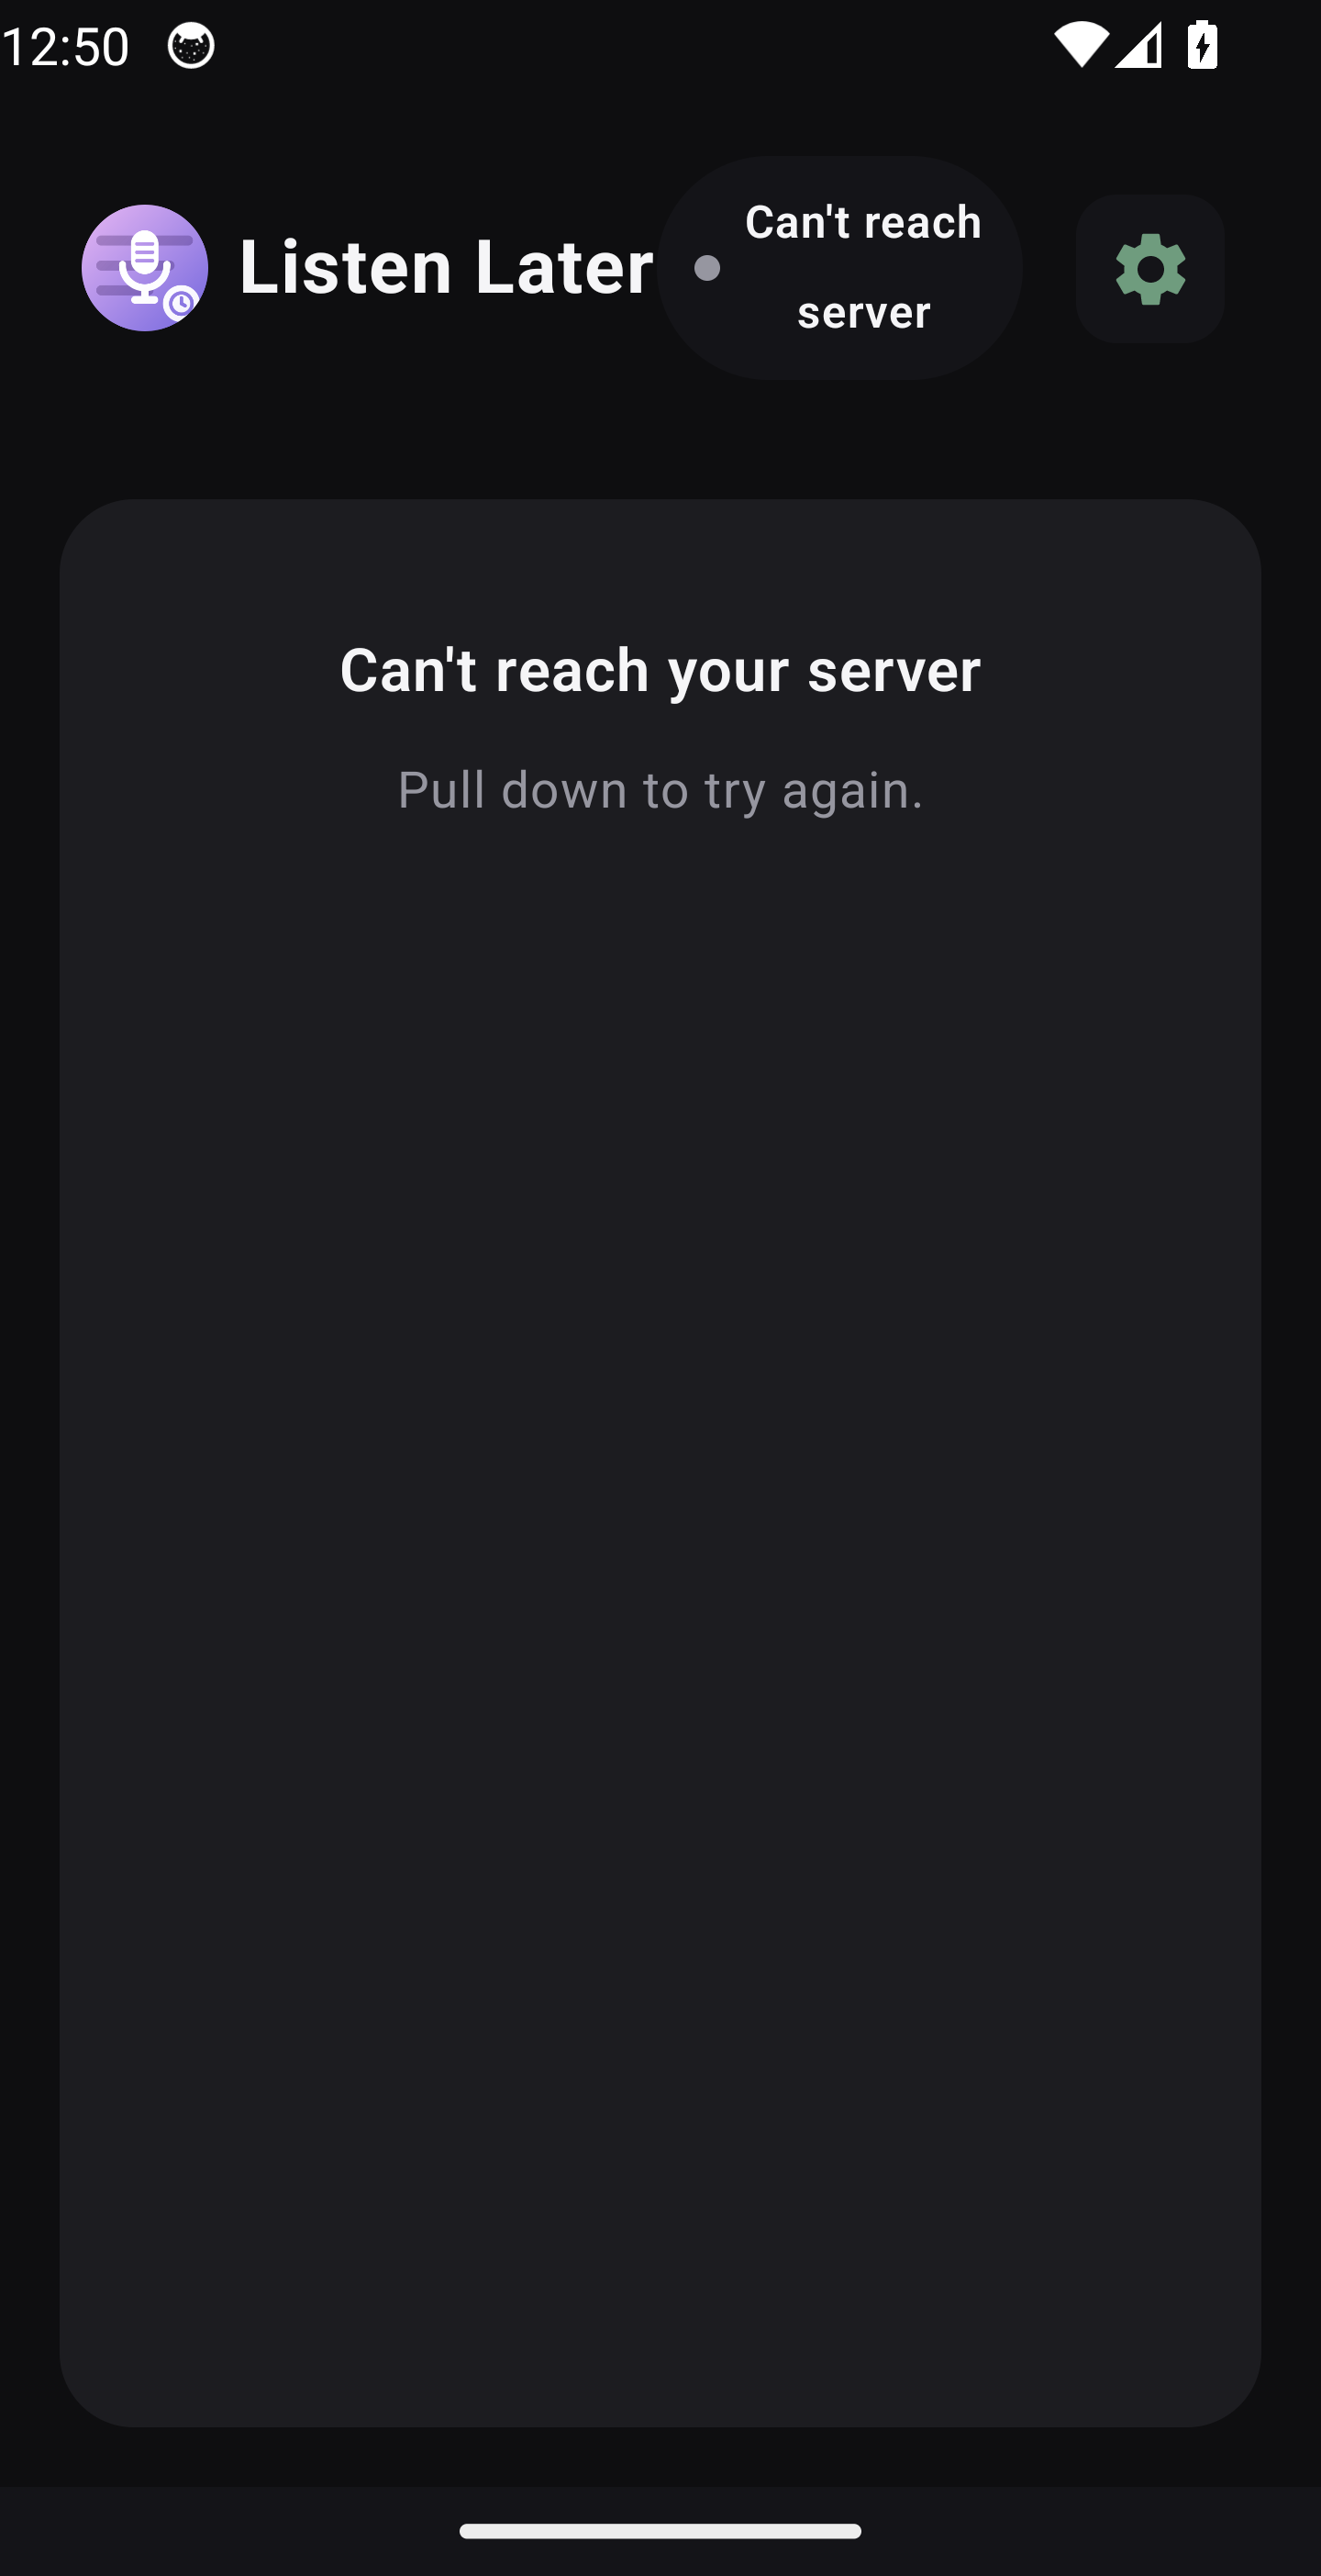 12:50
Listen Later
Can't reach
server
Can't reach your server
Pull down to try again.